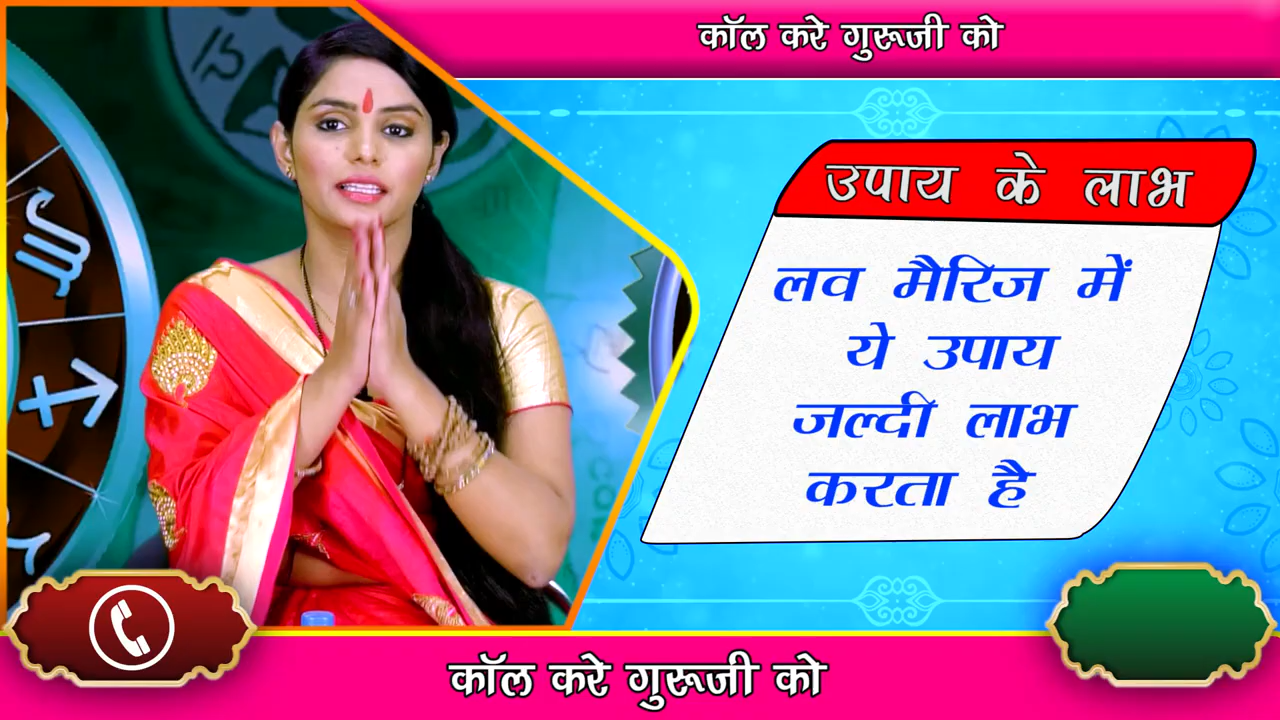 कॉल करे गुरूजी को
उपाय के लाभ
लव मैरिज में
ये उपाय
जल्दी लाभ
करता है
कॉल करे गुरूजी को